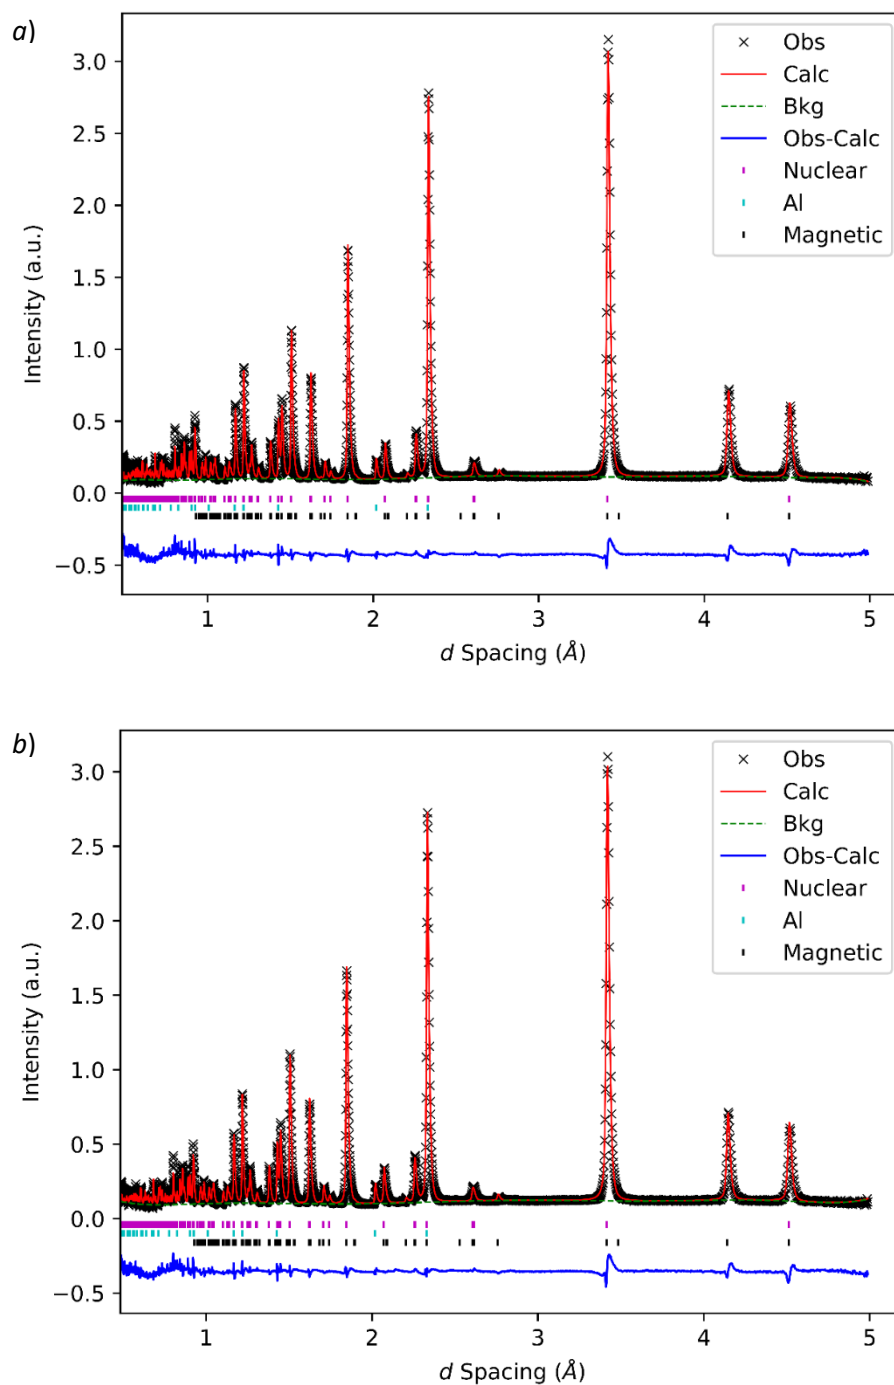 a)
Intensity (a.u.)
3.0
2.5
2.0
1.5
1.0
0.5
0.0
−0.5
Obs
Calc
Bkg
Obs-Calc
Nuclear
Al
Magnetic
1 2 3 4 5
d Spacing (Å)
b)
Intensity (a.u.)
3.0
2.5
2.0
1.5
1.0
0.5
0.0
−0.5
Obs
Calc
Bkg
Obs-Calc
Nuclear
Al
Magnetic
1 2 3 4 5
d Spacing (Å)